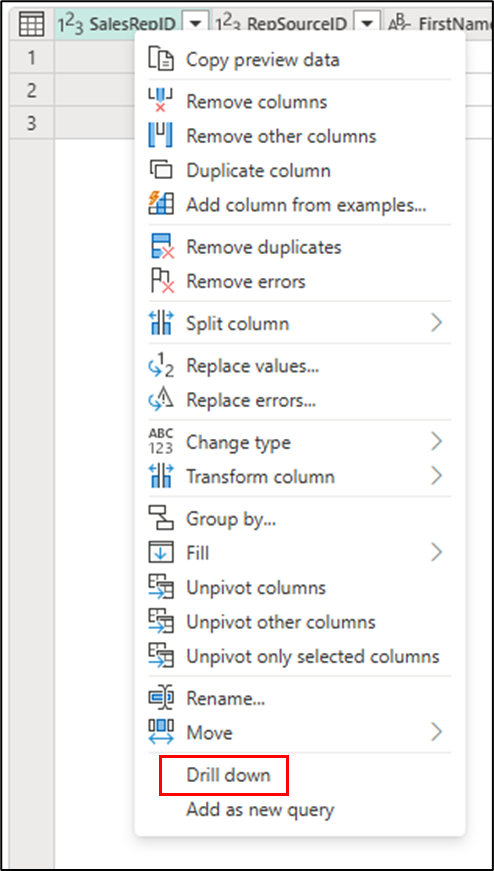 1²3 SalesRepID 1²3 RepSourceID ABC FirstName
1 Copy preview data
2 Remove columns
3 Remove other columns
Duplicate column
Add column from examples...
Remove duplicates
Remove errors
Split column
Replace values...
Replace errors...
ABC
123 Change type
Transform column
Group by...
Fill
Unpivot columns
Unpivot other columns
Unpivot only selected columns
Rename...
Move
Drill down
Add as new query